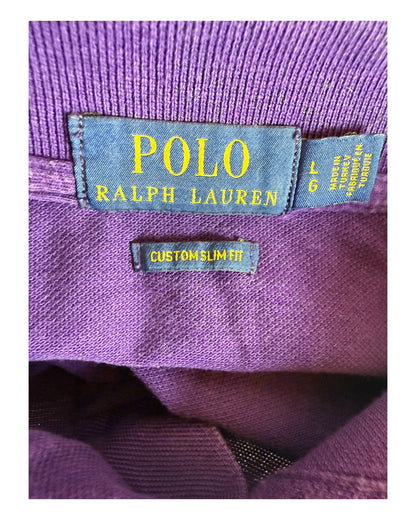 POLO
RALPH LAUREN
L
G
MADE IN
TURKEY
FABRIQUÉ EN
TURQUIE
CUSTOM SLIM FIT